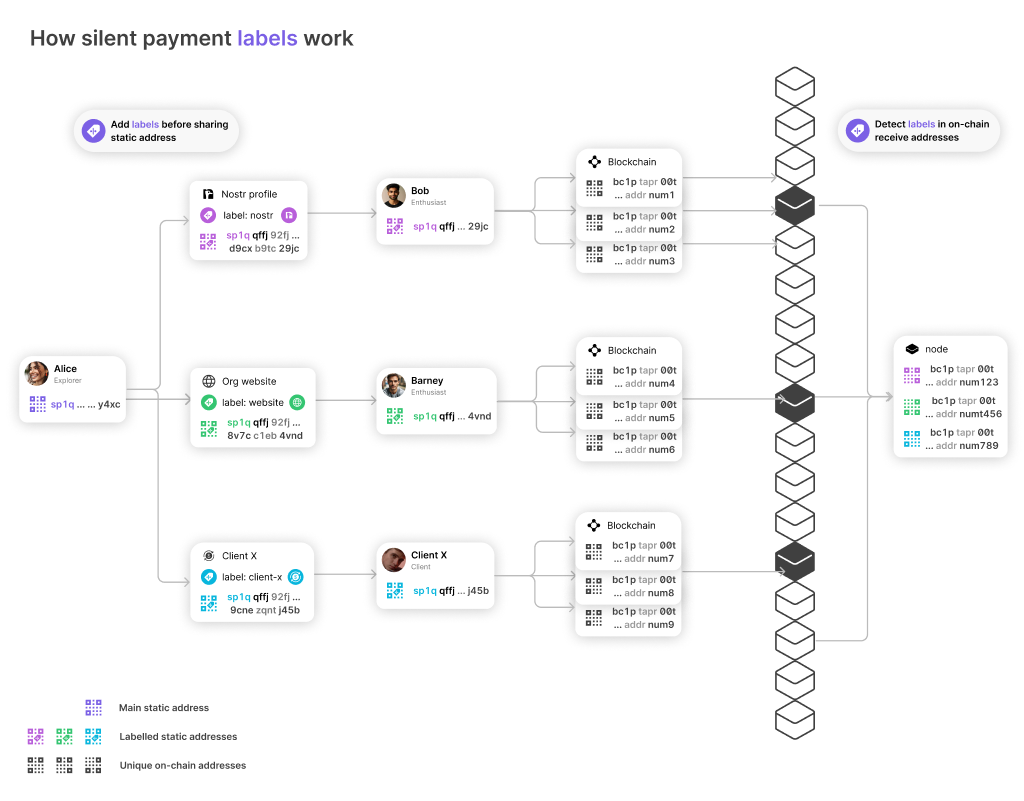 How silent payment labels work
Add labels before sharing
static address
Detect labels in on-chain
receive addresses
Nostr profile
label: nostr
sp1q qffj 92fj ...
d9cx b9tc 29jc
Bob
Enthusiast
sp1q qffj ... 29jc
Blockchain
bc1p tapr 00t
... addr num1
bc1p tapr 00t
... addr num2
bc1p tapr 00t
... addr num3
Alice
Explorer
sp1q ... ... y4xc
Org website
label: website
sp1q qffj 92fj ...
8v7c c1eb 4vnd
Barney
Enthusiast
sp1q qffj ... 4vnd
Blockchain
bc1p tapr 00t
... addr num4
bc1p tapr 00t
... addr num5
bc1p tapr 00t
... addr num6
node
bc1p tapr 00t
... addr num123
bc1p tapr 00t
... addr numt456
bc1p tapr 00t
... addr num789
Client X
label: client-x
sp1q qffj 92fj ...
9cne zqnt j45b
Client X
Client
sp1q qffj ... j45b
Blockchain
bc1p tapr 00t
... addr num7
bc1p tapr 00t
... addr num8
bc1p tapr 00t
... addr num9
Main static address
Labelled static addresses
Unique on-chain addresses